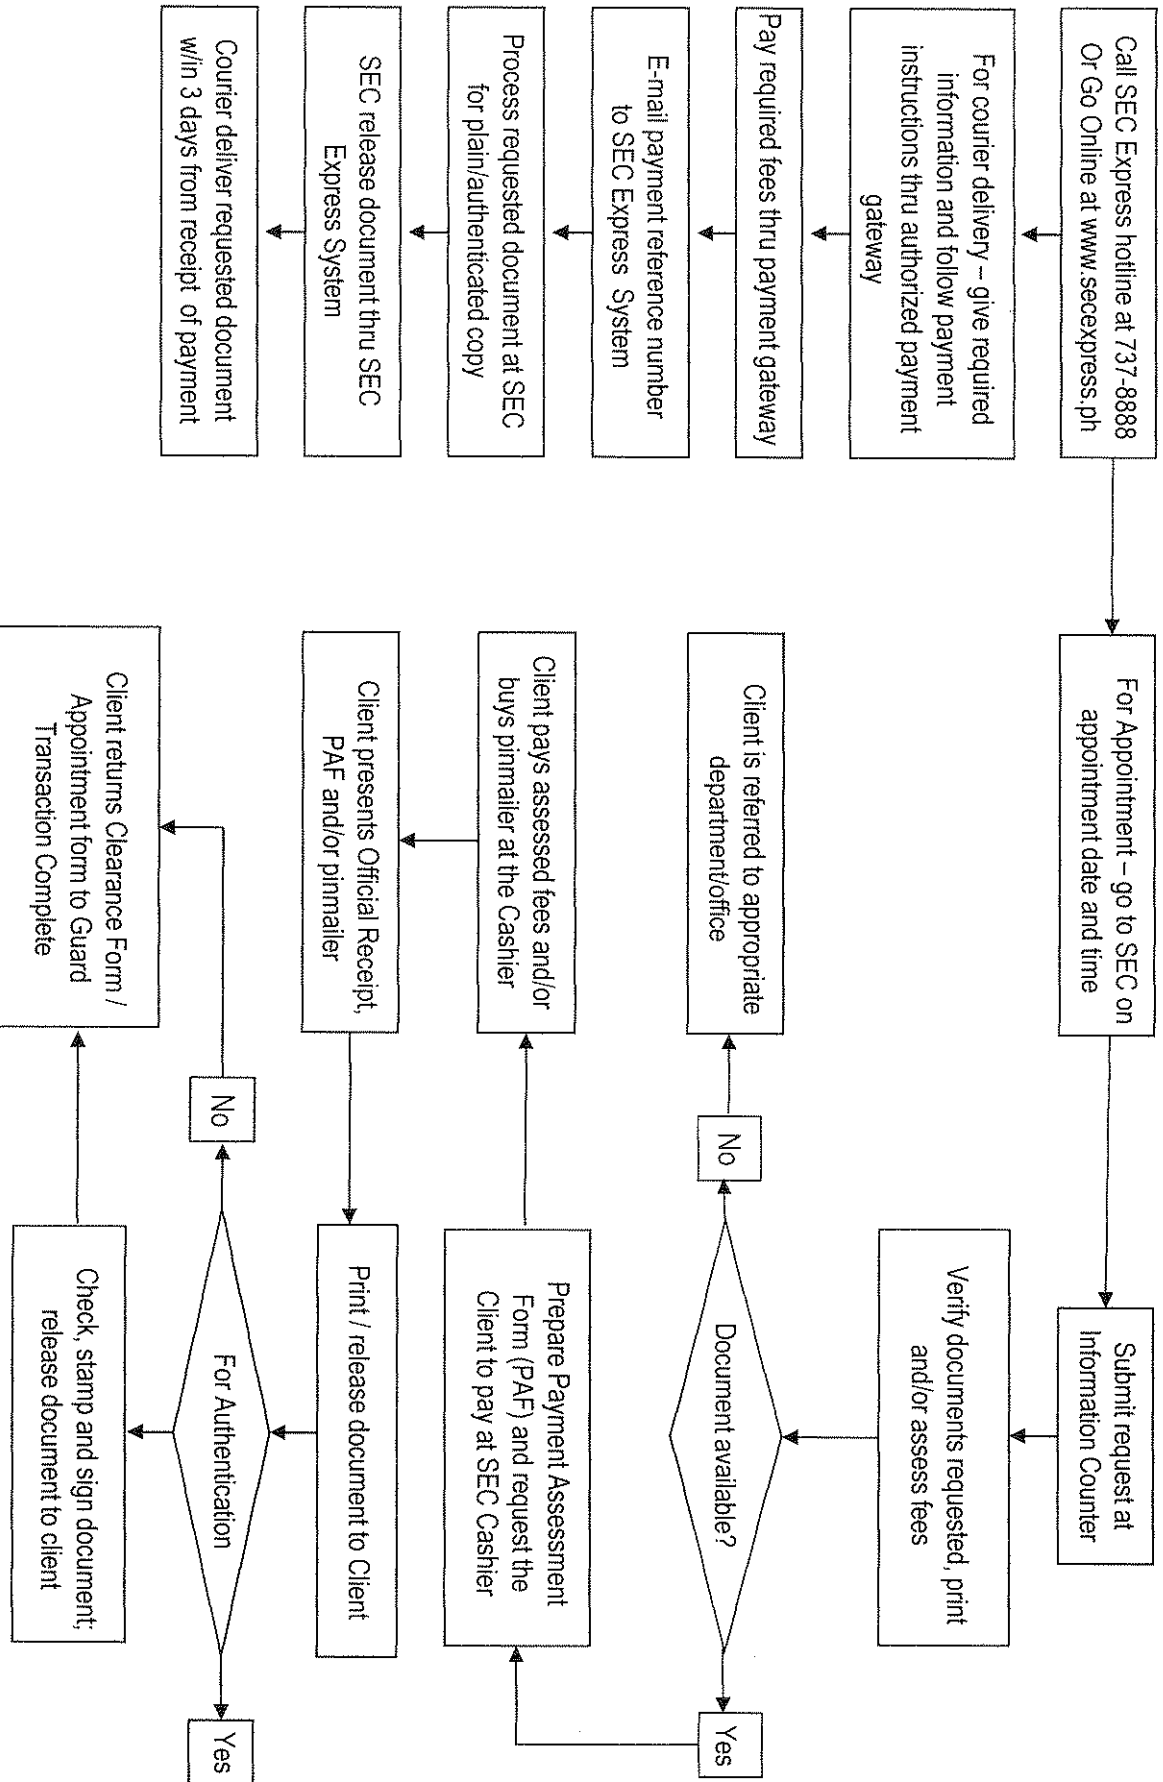 Call SEC Express hotline at 737-8888
Or Go Online at www.secexpress.ph
For courier delivery – give required
information and follow payment
instructions thru authorized payment
gateway
Pay required fees thru payment gateway
E-mail payment reference number
to SEC Express System
Process requested document at SEC
for plain/authenticated copy
SEC release document thru SEC
Express System
Courier deliver requested document
w/in 3 days from receipt of payment
For Appointment – go to SEC on
appointment date and time
Submit request at
Information Counter
Verify documents requested, print
and/or assess fees
Document available?
No
Yes
Client is referred to appropriate
department/office
Prepare Payment Assessment
Form (PAF) and request the
Client to pay at SEC Cashier
Client pays assessed fees and/or
buys pinmailer at the Cashier
Client presents Official Receipt,
PAF and/or pinmailer
Print / release document to Client
For Authentication
No
Yes
Check, stamp and sign document;
release document to client
Client returns Clearance Form /
Appointment form to Guard
Transaction Complete